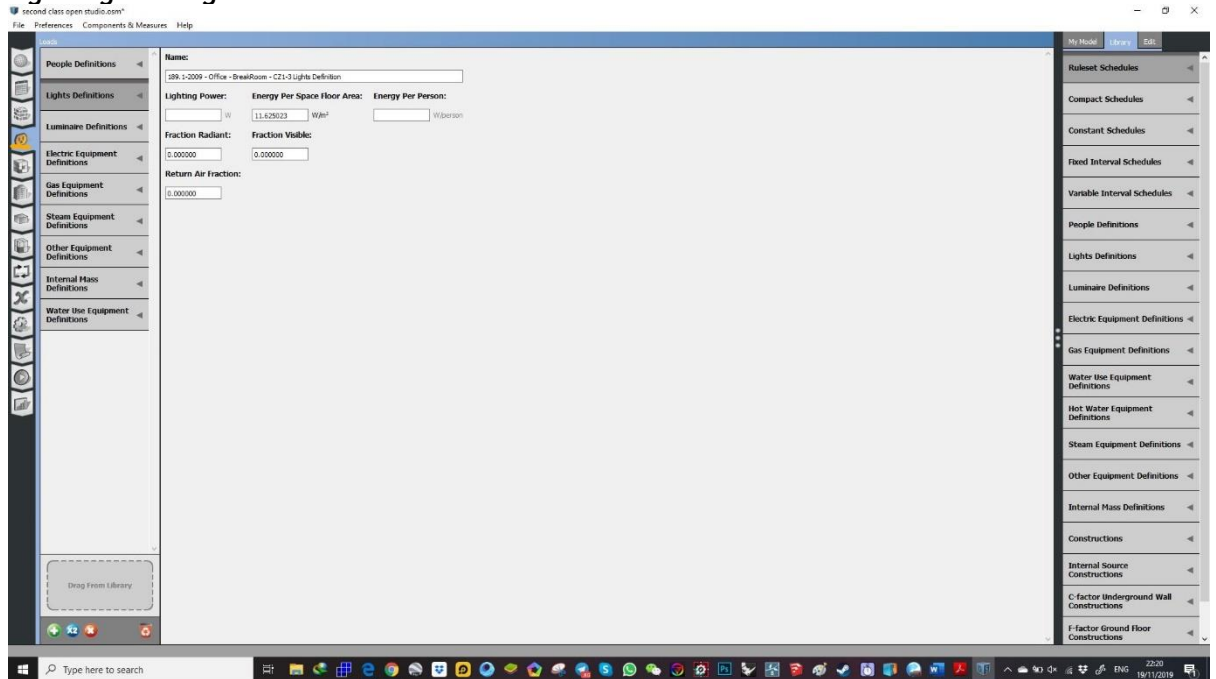 second class open studio.osm*
File Preferences Components & Measures Help
Loads
My Model Library Edit
People Definitions
Lights Definitions
Luminaire Definitions
Electric Equipment
Definitions
Gas Equipment
Definitions
Steam Equipment
Definitions
Other Equipment
Definitions
Internal Mass
Definitions
Water Use Equipment
Definitions
Drag From Library
Name:
189.1-2009 - Office - BreakRoom - CZ1-3 Lights Definition
Lighting Power: Energy Per Space Floor Area: Energy Per Person:
W 11.625023 W/m² W/person
Fraction Radiant: Fraction Visible:
0.000000 0.000000
Return Air Fraction:
0.000000
Ruleset Schedules
Compact Schedules
Constant Schedules
Fixed Interval Schedules
Variable Interval Schedules
People Definitions
Lights Definitions
Luminaire Definitions
Electric Equipment Definitions
Gas Equipment Definitions
Water Use Equipment
Definitions
Hot Water Equipment
Definitions
Steam Equipment Definitions
Other Equipment Definitions
Internal Mass Definitions
Constructions
Internal Source
Constructions
C-factor Underground Wall
Constructions
F-factor Ground Floor
Constructions
Type here to search
ENG
22:20
19/11/2019